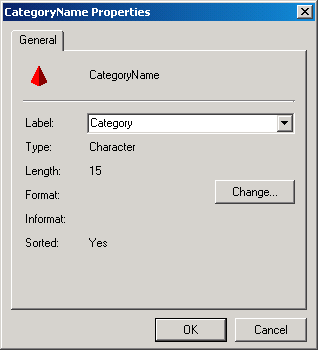 CategoryName Properties
General
CategoryName
Label: Category
Type: Character
Length: 15
Format:
Change...
Informat:
Sorted: Yes
OK Cancel